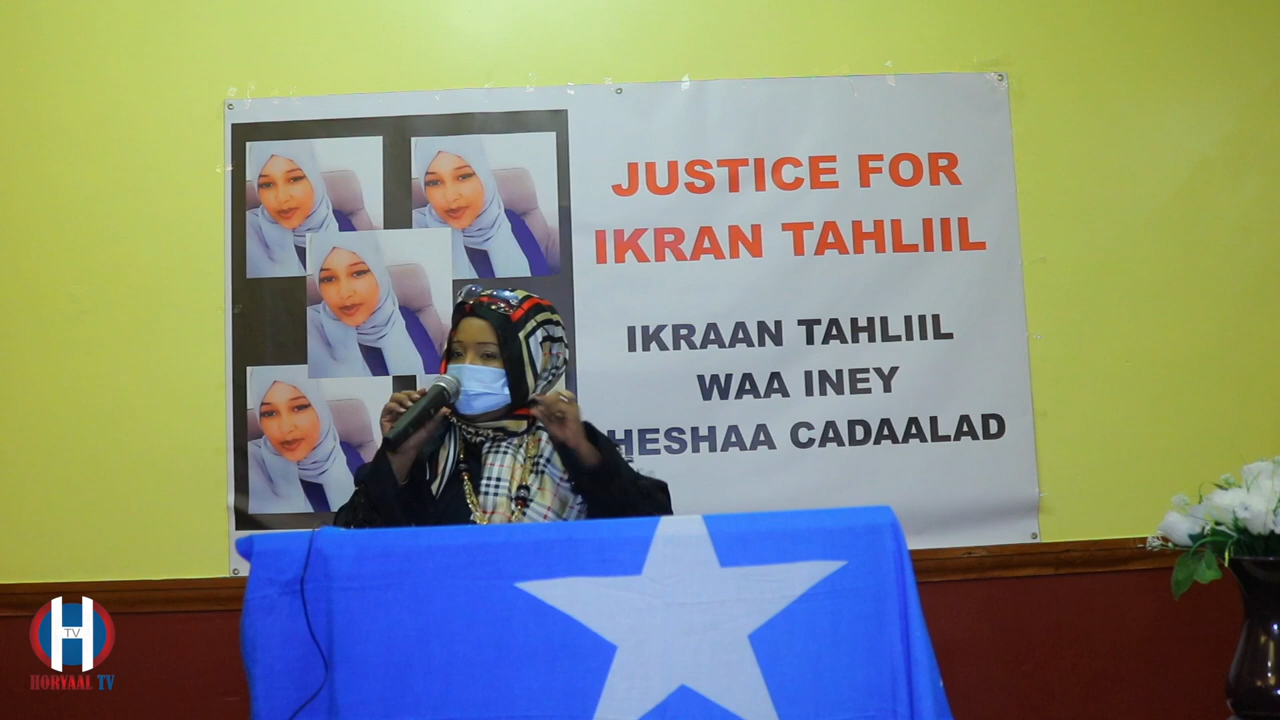 JUSTICE FOR
IKRAN TAHLIIL
IKRAAN TAHLIIL
WAA INEY
HESHAA CADAALAD
H
TV
HORYAAL TV